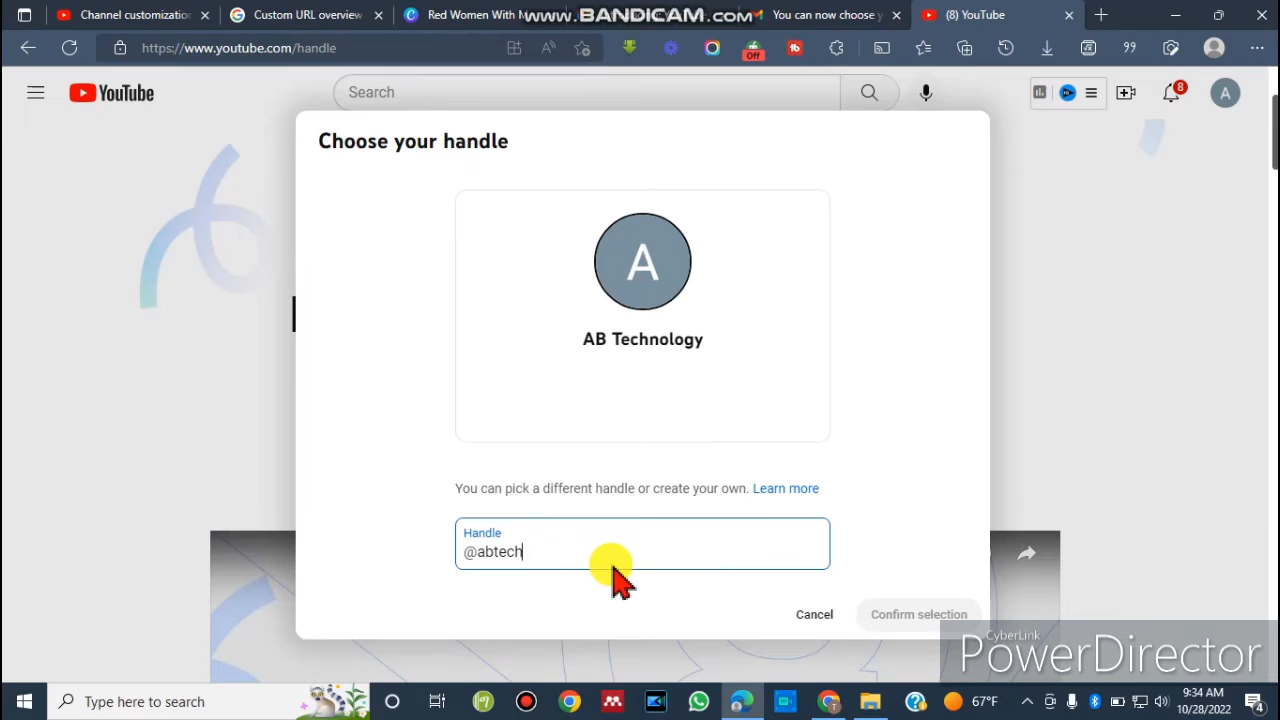 Channel customization
Custom URL overview
Red Women With M
You can now choose y
(8) YouTube
www.BANDICAM.com
https://www.youtube.com/handle
Off
YouTube
Search
8
A
Choose your handle
A
AB Technology
You can pick a different handle or create your own. Learn more
Handle
@abtech
Cancel
Confirm selection
CyberLink
PowerDirector
Type here to search
67°F
9:34 AM
10/28/2022
4